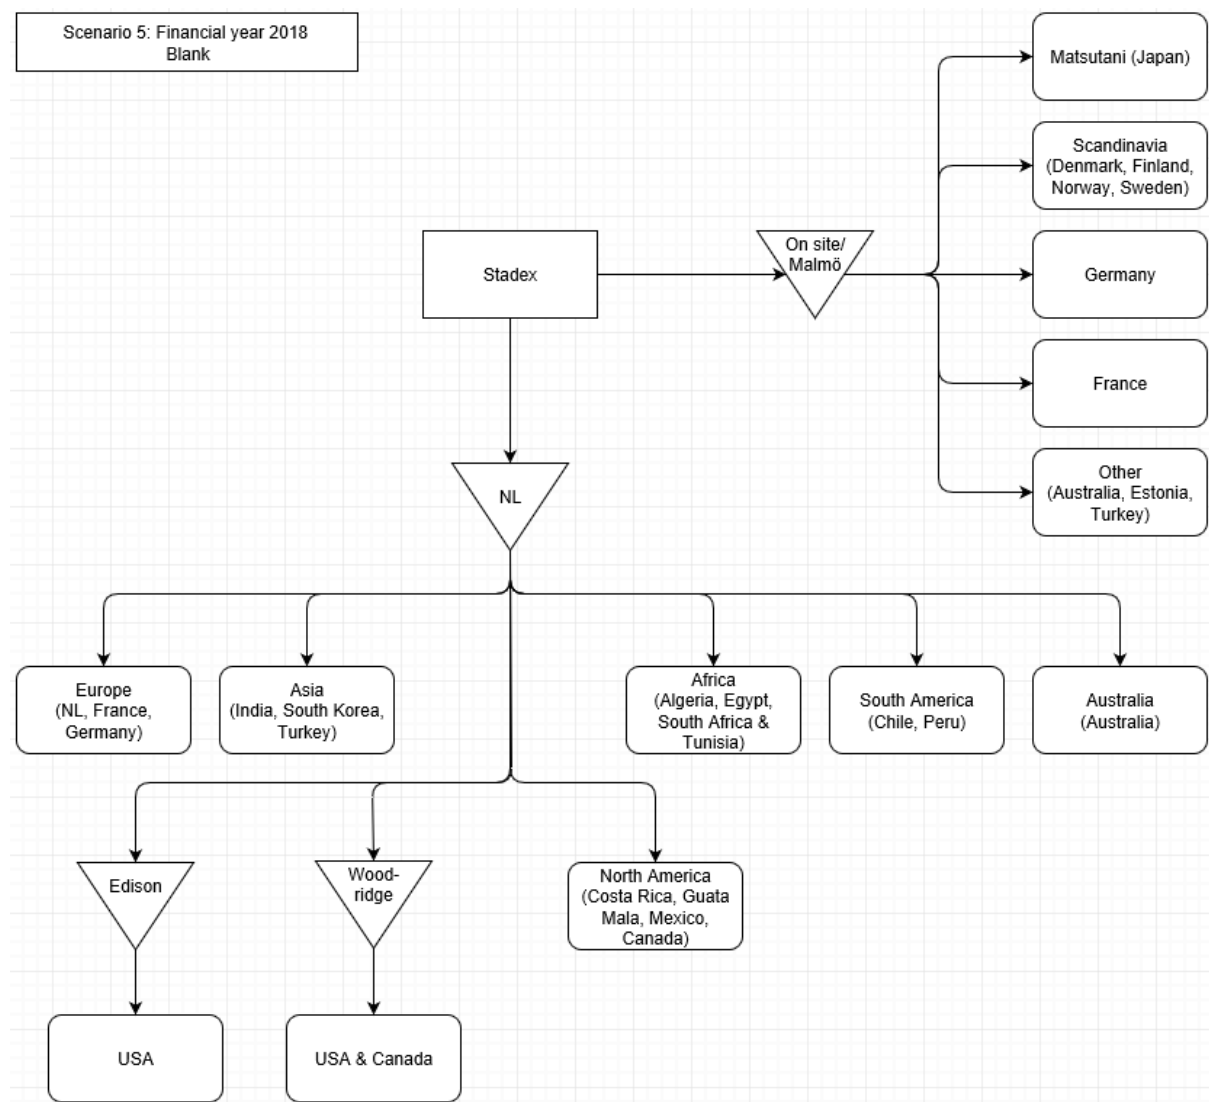 Scenario 5: Financial year 2018
Blank
Matsutani (Japan)
Scandinavia
(Denmark, Finland,
Norway, Sweden)
On site/
Malmö
Stadex
Germany
France
Other
(Australia, Estonia,
Turkey)
NL
Europe
(NL, France,
Germany)
Asia
(India, South Korea,
Turkey)
Africa
(Algeria, Egypt,
South Africa &
Tunisia)
South America
(Chile, Peru)
Australia
(Australia)
Edison
Wood-
ridge
North America
(Costa Rica, Guata
Mala, Mexico,
Canada)
USA
USA & Canada